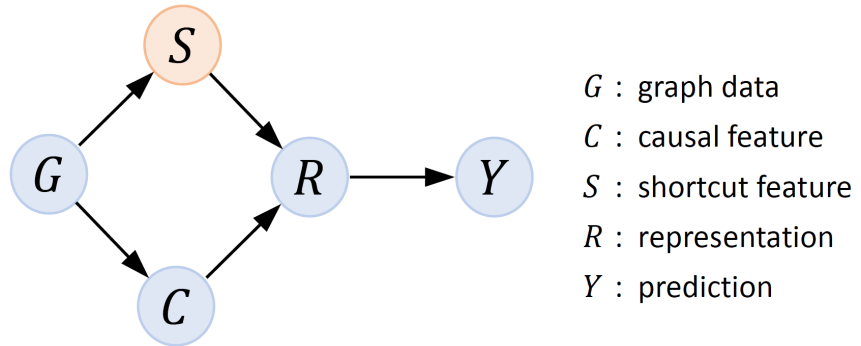 S
G
R
Y
C
G : graph data
C : causal feature
S : shortcut feature
R : representation
Y : prediction